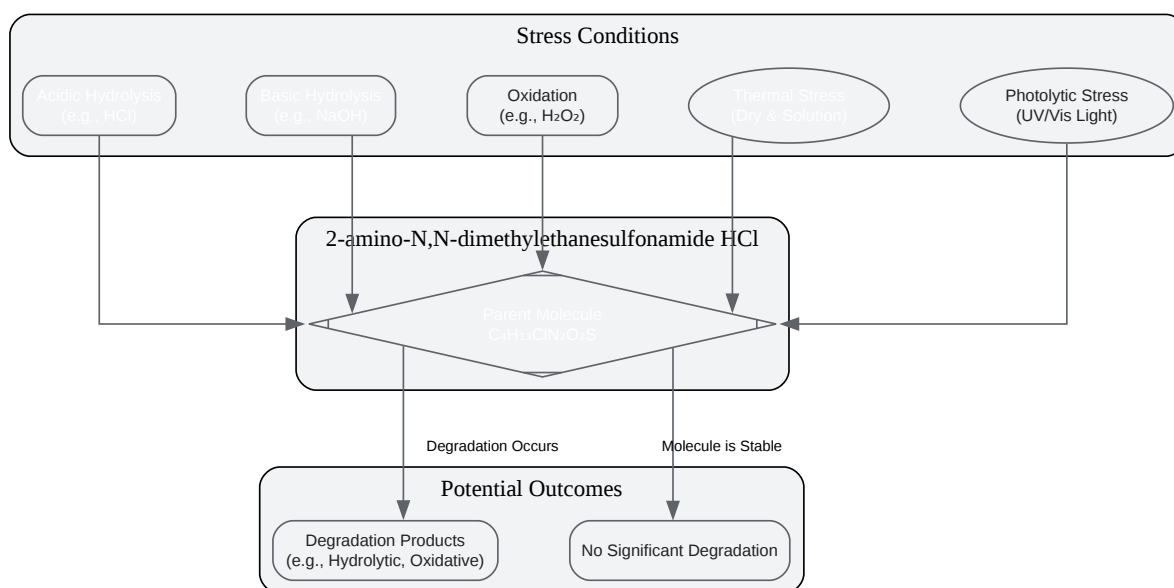 Stress Conditions
Acidic Hydrolysis
(e.g., HCl)
Basic Hydrolysis
(e.g., NaOH)
Oxidation
(e.g., H₂O₂)
Thermal Stress
(Dry & Solution)
Photolytic Stress
(UV/Vis Light)
2-amino-N,N-dimethylethanesulfonamide HCl
Parent Molecule
C₄H₁₃ClN₂O₂S
Degradation Occurs
Molecule is Stable
Potential Outcomes
Degradation Products
(e.g., Hydrolytic, Oxidative)
No Significant Degradation